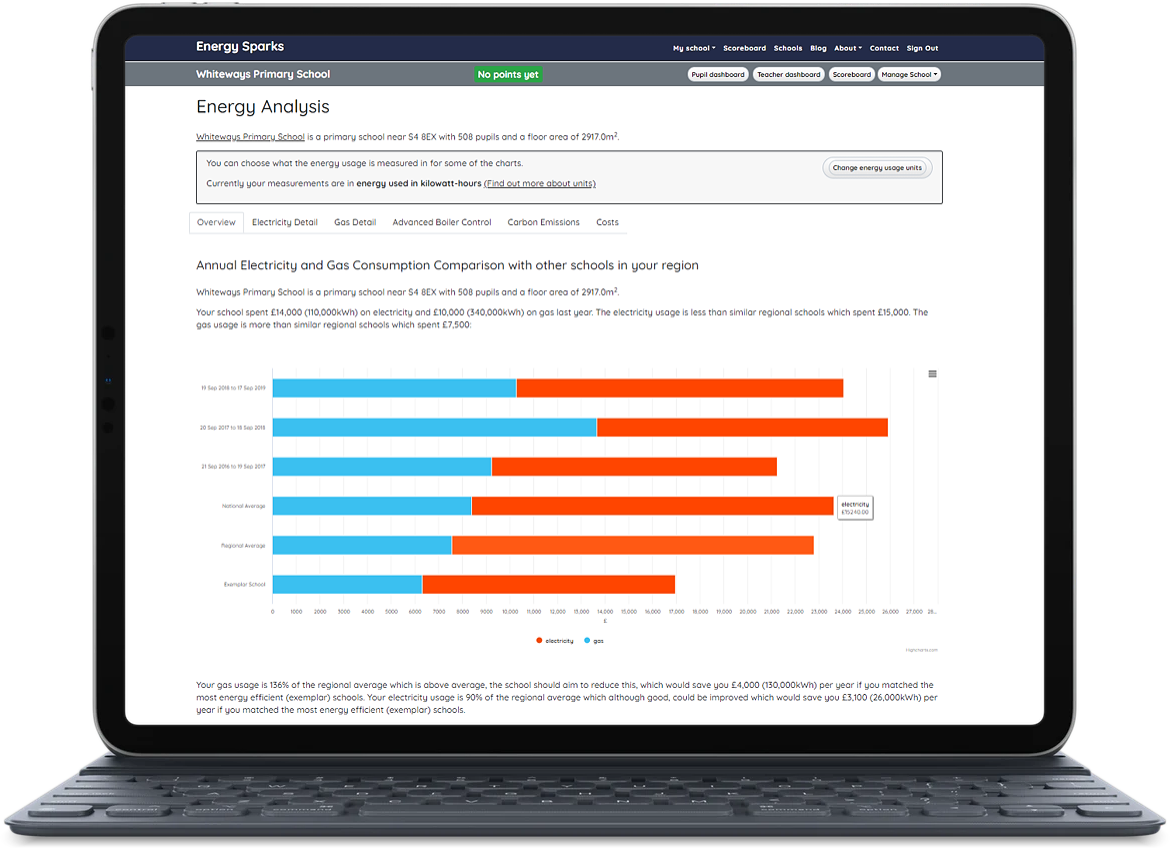 Energy Sparks
My school Scoreboard Schools Blog About Contact Sign Out
Whiteways Primary School
No points yet
Pupil dashboard Teacher dashboard Scoreboard Manage School
Energy Analysis
Whiteways Primary School is a primary school near S4 8EX with 508 pupils and a floor area of 2917.0m².
You can choose what the energy usage is measured in for some of the charts.
Change energy usage units
Currently your measurements are in energy used in kilowatt-hours (Find out more about units)
Overview Electricity Detail Gas Detail Advanced Boiler Control Carbon Emissions Costs
Annual Electricity and Gas Consumption Comparison with other schools in your region
Whiteways Primary School is a primary school near S4 8EX with 508 pupils and a floor area of 2917.0m².
Your school spent £14,000 (110,000kWh) on electricity and £10,000 (340,000kWh) on gas last year. The electricity usage is less than similar regional schools which spent £15,000. The
gas usage is more than similar regional schools which spent £7,500:
19 Sep 2018 to 17 Sep 2019
20 Sep 2017 to 18 Sep 2018
21 Sep 2016 to 19 Sep 2017
National Average
electricity
£15240.00
Regional Average
Exemplar School
0 1000 2000 3000 4000 5000 6000 7000 8000 9000 10,000 11,000 12,000 13,000 14,000 15,000 16,000 17,000 18,000 19,000 20,000 21,000 22,000 23,000 24,000 25,000 26,000 27,000 28...
£
electricity gas
Highcharts.com
Your gas usage is 136% of the regional average which is above average, the school should aim to reduce this, which would save you £4,000 (130,000kWh) per year if you matched the
most energy efficient (exemplar) schools. Your electricity usage is 90% of the regional average which although good, could be improved which would save you £3,100 (26,000kWh) per
year if you matched the most energy efficient (exemplar) schools.